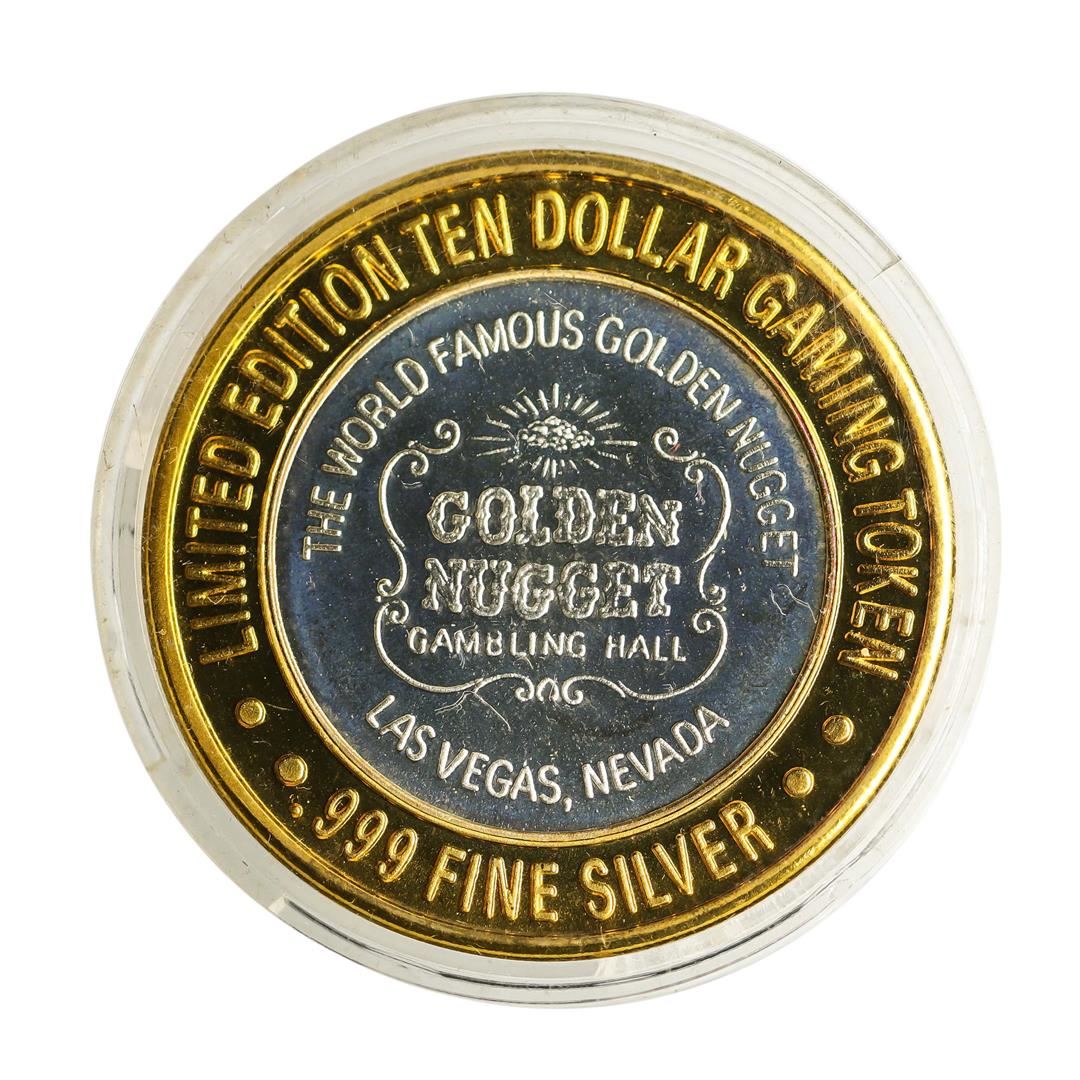 LIMITED EDITION TEN DOLLAR GAMING TOKEN
THE WORLD FAMOUS GOLDEN NUGGET
GOLDEN
NUGGET
GAMBLING HALL
LAS VEGAS, NEVADA
.999 FINE SILVER